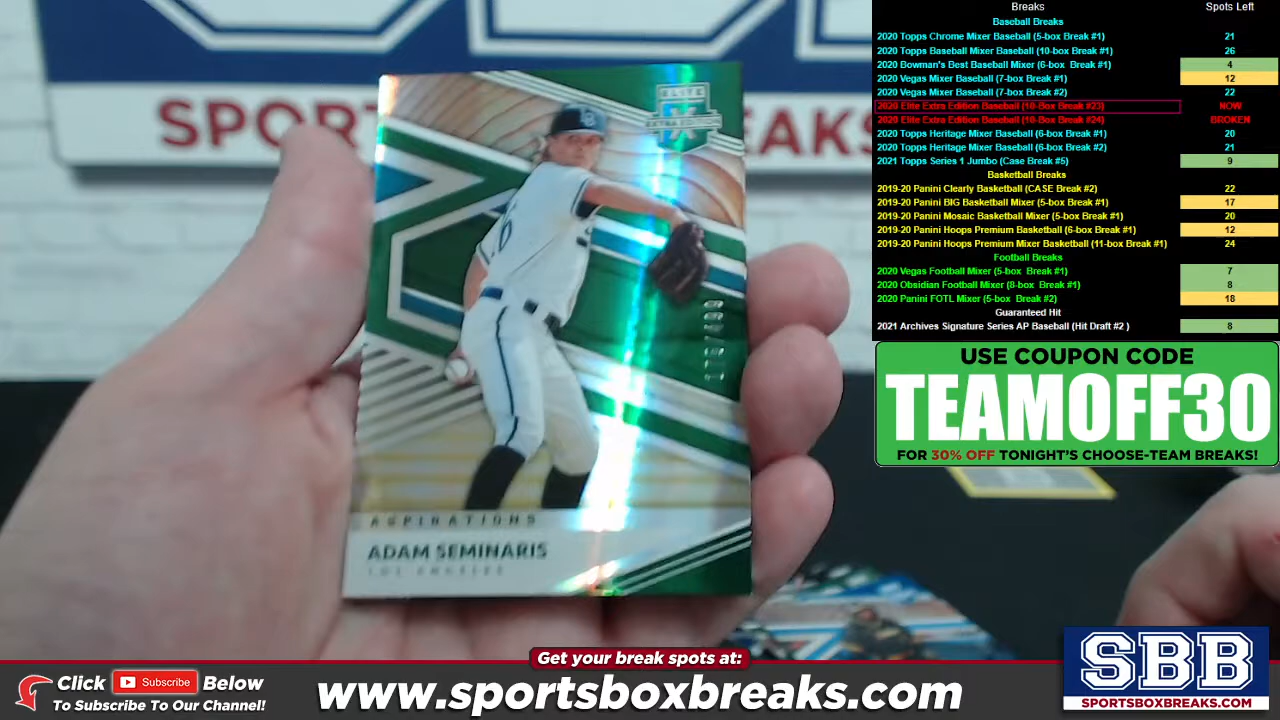 Breaks Spots Left
Baseball Breaks
2020 Topps Chrome Mixer Baseball (5-box Break #1) 21
2020 Topps Baseball Mixer Baseball (10-box Break #1) 26
2020 Bowman's Best Baseball Mixer (6-box Break #1) 4
2020 Vegas Mixer Baseball (7-box Break #1) 12
2020 Vegas Mixer Baseball (7-box Break #2) 22
2020 Elite Extra Edition Baseball (10-Box Break #23) NOW
2020 Elite Extra Edition Baseball (10-Box Break #24) BROKEN
2020 Topps Heritage Mixer Baseball (6-box Break #1) 20
2020 Topps Heritage Mixer Baseball (6-box Break #2) 21
2021 Topps Series 1 Jumbo (Case Break #5) 9
Basketball Breaks
2019-20 Panini Clearly Basketball (CASE Break #2) 22
2019-20 Panini BIG Basketball Mixer (5-box Break #1) 17
2019-20 Panini Mosaic Basketball Mixer (5-box Break #1) 20
2019-20 Panini Hoops Premium Basketball (6-box Break #1) 12
2019-20 Panini Hoops Premium Mixer Basketball (11-box Break #1) 24
Football Breaks
2020 Vegas Football Mixer (5-box Break #1) 7
2020 Obsidian Football Mixer (8-box Break #1) 8
2020 Panini FOTL Mixer (5-box Break #2) 18
Guaranteed Hit
2021 Archives Signature Series AP Baseball (Hit Draft #2 ) 8
USE COUPON CODE
TEAMOFF30
FOR 30% OFF TONIGHT'S CHOOSE-TEAM BREAKS!
ELITE
EXTRA EDITION
ASPIRATIONS
ADAM SEMINARIS
LOS ANGELES
Get your break spots at:
Click Subscribe Below
To Subscribe To Our Channel!
www.sportsboxbreaks.com
SBB
SPORTSBOXBREAKS.COM